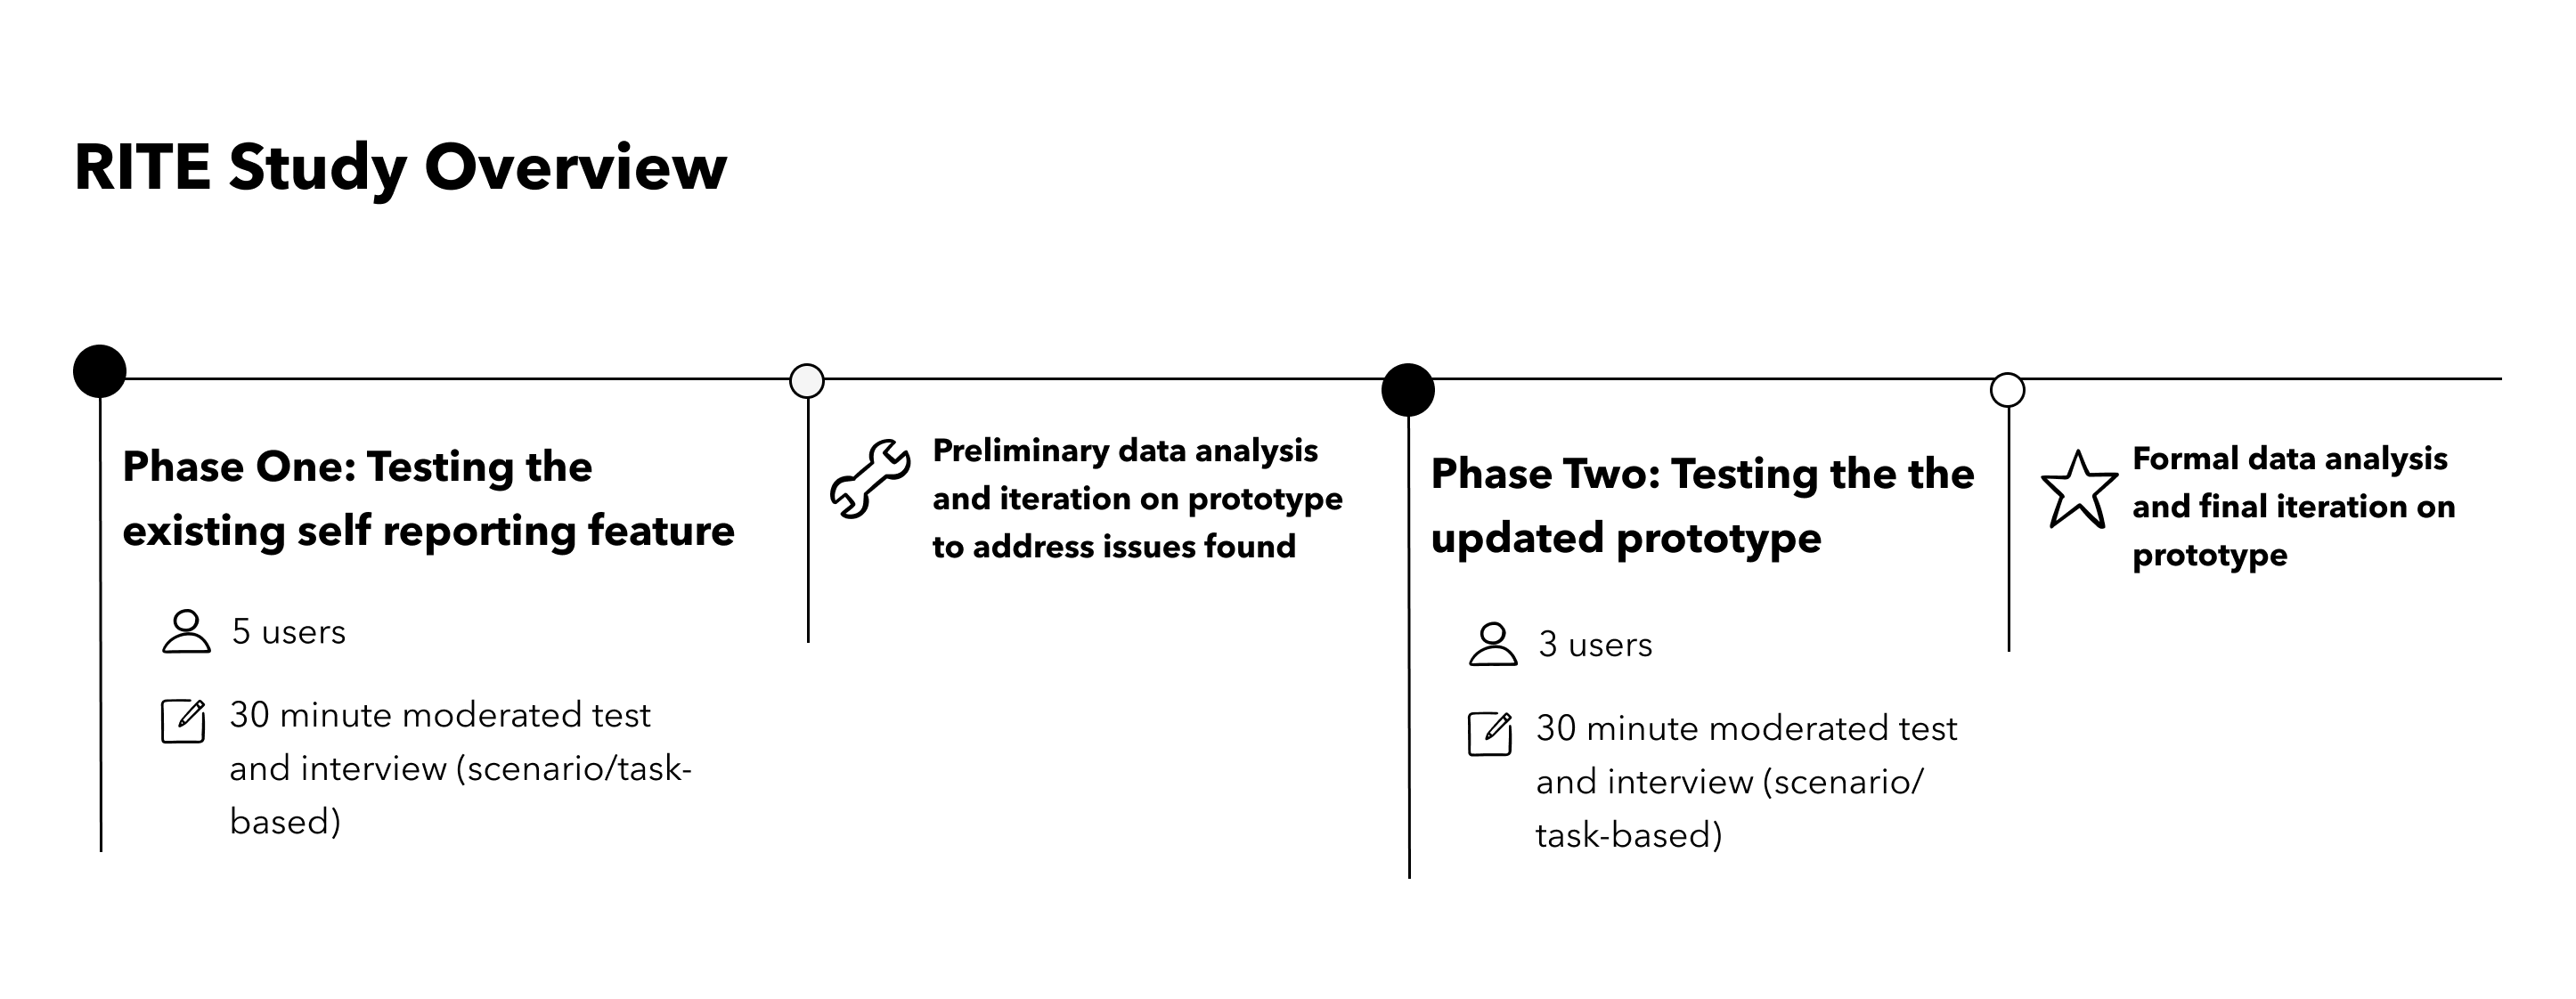 RITE Study Overview
Phase One: Testing the
existing self reporting feature
5 users
30 minute moderated test
and interview (scenario/task-
based)
Preliminary data analysis
and iteration on prototype
to address issues found
Phase Two: Testing the the
updated prototype
3 users
30 minute moderated test
and interview (scenario/
task-based)
Formal data analysis
and final iteration on
prototype